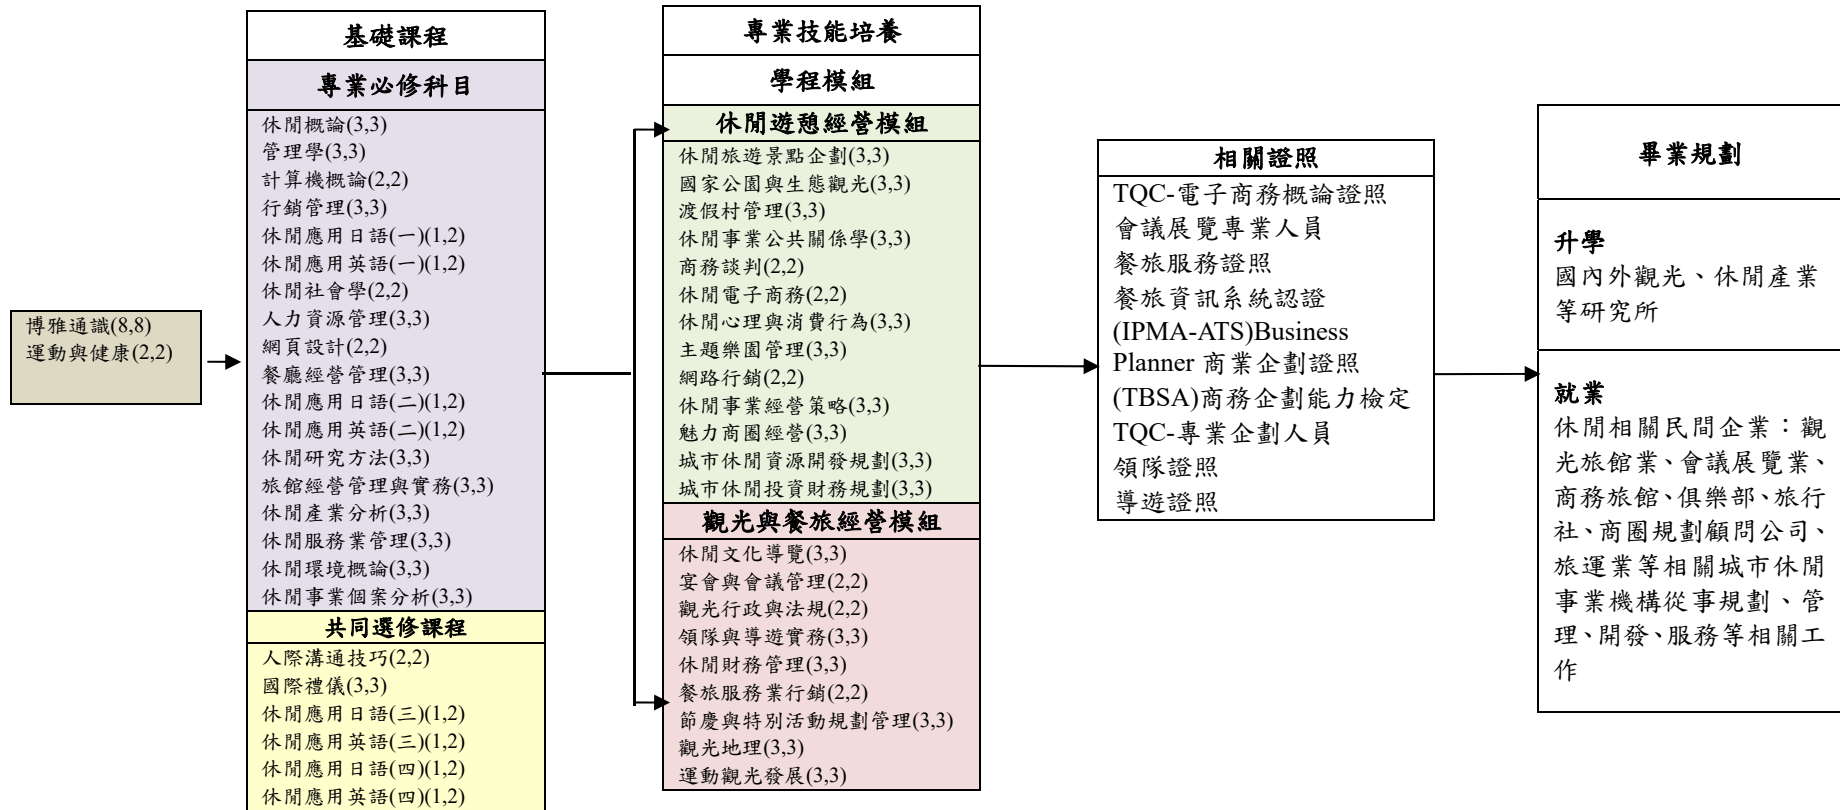 博雅通識(8,8)
運動與健康(2,2)
基礎課程
專業必修科目
休閒概論(3,3)
管理學(3,3)
計算機概論(2,2)
行銷管理(3,3)
休閒應用日語(一)(1,2)
休閒應用英語(一)(1,2)
休閒社會學(2,2)
人力資源管理(3,3)
網頁設計(2,2)
餐廳經營管理(3,3)
休閒應用日語(二)(1,2)
休閒應用英語(二)(1,2)
休閒研究方法(3,3)
旅館經營管理與實務(3,3)
休閒產業分析(3,3)
休閒服務業管理(3,3)
休閒環境概論(3,3)
休閒事業個案分析(3,3)
共同選修課程
人際溝通技巧(2,2)
國際禮儀(3,3)
休閒應用日語(三)(1,2)
休閒應用英語(三)(1,2)
休閒應用日語(四)(1,2)
休閒應用英語(四)(1,2)
專業技能培養
學程模組
休閒遊憩經營模組
休閒旅遊景點企劃(3,3)
國家公園與生態觀光(3,3)
渡假村管理(3,3)
休閒事業公共關係學(3,3)
商務談判(2,2)
休閒電子商務(2,2)
休閒心理與消費行為(3,3)
主題樂園管理(3,3)
網路行銷(2,2)
休閒事業經營策略(3,3)
魅力商圈經營(3,3)
城市休閒資源開發規劃(3,3)
城市休閒投資財務規劃(3,3)
觀光與餐旅經營模組
休閒文化導覽(3,3)
宴會與會議管理(2,2)
觀光行政與法規(2,2)
領隊與導遊實務(3,3)
休閒財務管理(3,3)
餐旅服務業行銷(2,2)
節慶與特別活動規劃管理(3,3)
觀光地理(3,3)
運動觀光發展(3,3)
相關證照
TQC-電子商務概論證照
會議展覽專業人員
餐旅服務證照
餐旅資訊系統認證
(IPMA-ATS)Business
Planner 商業企劃證照
(TBSA)商務企劃能力檢定
TQC-專業企劃人員
領隊證照
導遊證照
畢業規劃
升學
國內外觀光、休閒產業
等研究所
就業
休閒相關民間企業：觀
光旅館業、會議展覽業、
商務旅館、俱樂部、旅行
社、商圈規劃顧問公司、
旅運業等相關城市休閒
事業機構從事規劃、管
理、開發、服務等相關工
作